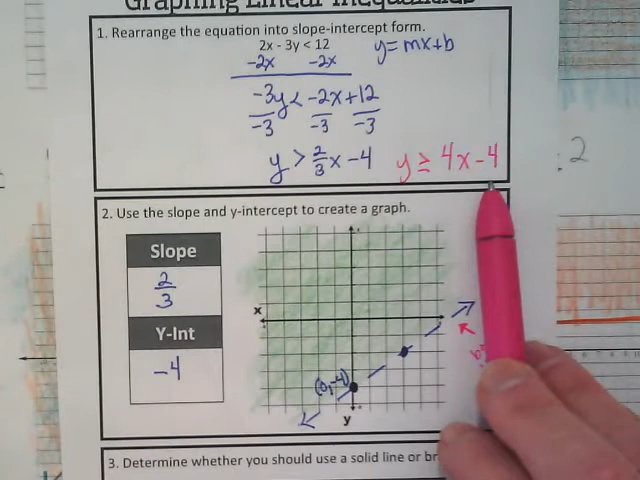 Graphing Linear Inequalities
1. Rearrange the equation into slope-intercept form.
2x - 3y < 12 y=mx+b
-2x -2x
-3y < -2x+12
-3 -3 -3
y > 2/3 x - 4 y ≥ 4x-4
: 2
2. Use the slope and y-intercept to create a graph.
Slope
2/3
Y-Int
-4
x
(0,-4)
y
3. Determine whether you should use a solid line or